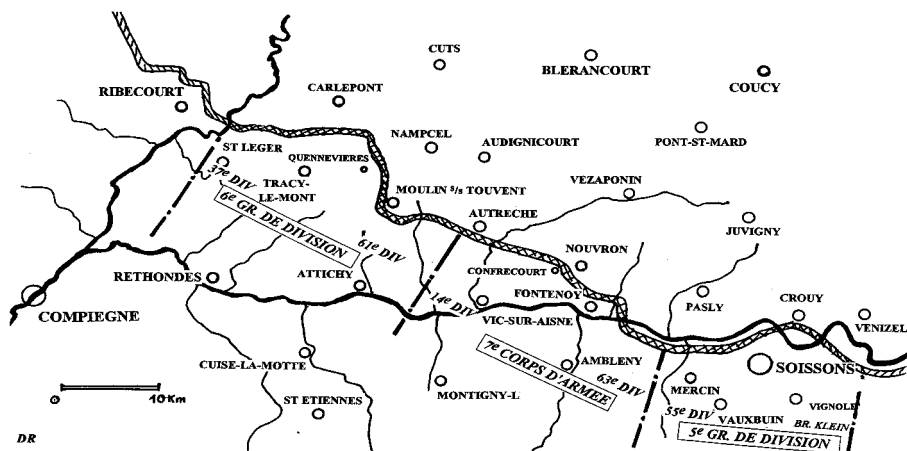 CUTS
BLERANCOURT
COUCY
RIBECOURT
CARLEPONT
NAMPCEL
AUDIGNICOURT
PONT-ST-MARD
ST LEGER
QUENNEVIERES
37e DIV
TRACY-
LE-MONT
6e GR. DE DIVISION
MOULIN s/s TOUVENT
VEZAPONIN
AUTRECHE
JUVIGNY
61e DIV
NOUVRON
RETHONDES
ATTICHY
CONFRECOURT
14e DIV
FONTENOY
PASLY
CROUY
VENIZEL
COMPIEGNE
VIC-SUR-AISNE
7e CORPS D'ARMEE
CUISE-LA-MOTTE
AMBLENY
SOISSONS
63e DIV
MERCIN
MONTIGNY-L
0
10 Km
ST ETIENNES
55e DIV
VAUXBUIN
VIGNOLE
BR. KLEIN
5e GR. DE DIVISION
DR